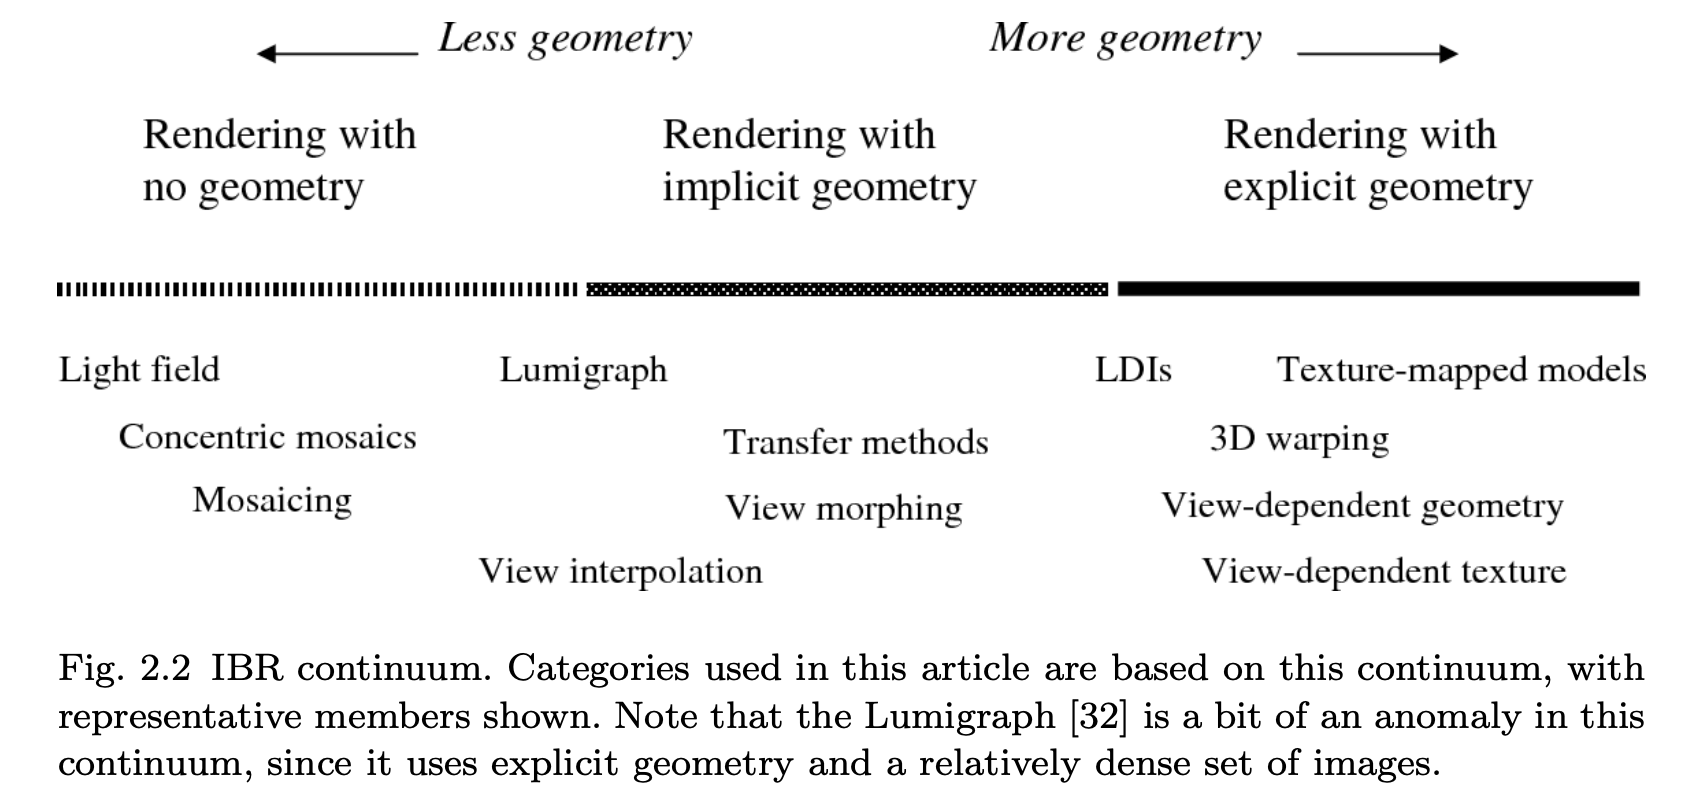 Less geometry
More geometry
Rendering with
no geometry
Rendering with
implicit geometry
Rendering with
explicit geometry
Light field
Lumigraph
LDIs
Texture-mapped models
Concentric mosaics
Transfer methods
3D warping
Mosaicing
View morphing
View-dependent geometry
View interpolation
View-dependent texture
Fig. 2.2 IBR continuum. Categories used in this article are based on this continuum, with
representative members shown. Note that the Lumigraph [32] is a bit of an anomaly in this
continuum, since it uses explicit geometry and a relatively dense set of images.